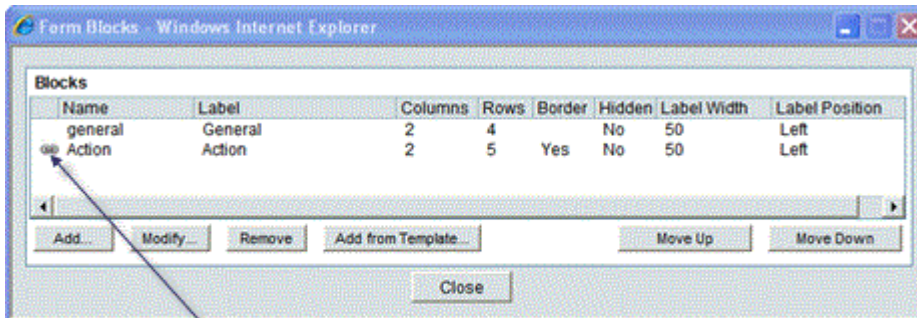 Form Blocks - Windows Internet Explorer
Blocks
Name Label Columns Rows Border Hidden Label Width Label Position
general General 2 4 No 50 Left
Action Action 2 5 Yes No 50 Left
Add... Modify... Remove Add from Template... Move Up Move Down
Close